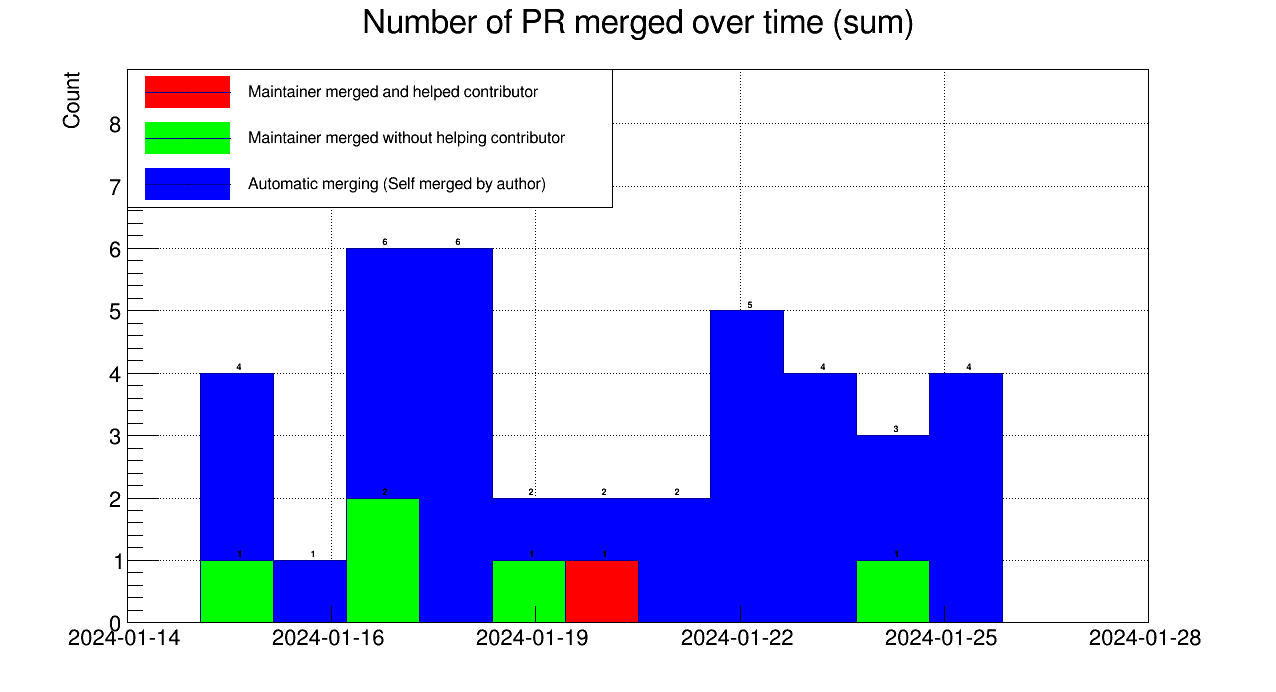 Number of PR merged over time (sum)
Count
Maintainer merged and helped contributor
Maintainer merged without helping contributor
Automatic merging (Self merged by author)
8
7
6
5
4
3
2
1
0
6 6
5
4 4 4
3
2 2 2 2
1 1 1 1 1
2024-01-14 2024-01-16 2024-01-19 2024-01-22 2024-01-25 2024-01-28